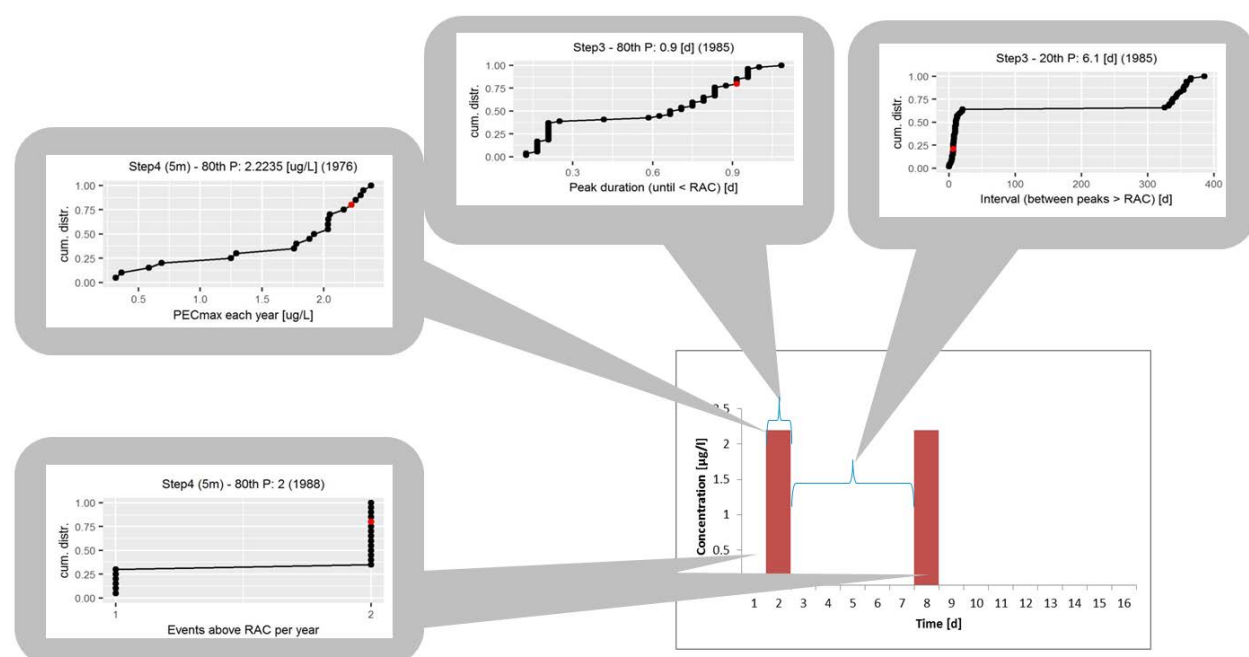 Step3 - 80th P: 0.9 [d] (1985)
cum. distr.
1.00
0.75
0.50
0.25
0.00
0.3
0.6
0.9
Peak duration (until < RAC) [d]
Step3 - 20th P: 6.1 [d] (1985)
cum. distr.
1.00
0.75
0.50
0.25
0.00
0
100
200
300
400
Interval (between peaks > RAC) [d]
Step4 (5m) - 80th P: 2.2235 [ug/L] (1976)
cum. distr.
1.00
0.75
0.50
0.25
0.00
0.5
1.0
1.5
2.0
PECmax each year [ug/L]
Step4 (5m) - 80th P: 2 (1988)
cum. distr.
1.00
0.75
0.50
0.25
0.00
1
2
Events above RAC per year
Concentration [µg/l]
2
1.5
1
0.5
1 2 3 4 5 6 7 8 9 10 11 12 13 14 15 16
Time [d]